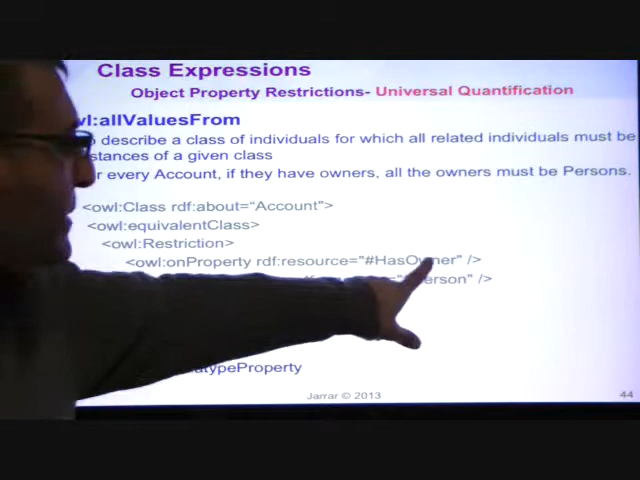 Class Expressions
Object Property Restrictions- Universal Quantification
wl:allValuesFrom
describe a class of individuals for which all related individuals must be
stances of a given class
r every Account, if they have owners, all the owners must be Persons.
<owl:Class rdf:about="Account">
<owl:equivalentClass>
<owl:Restriction>
<owl:onProperty rdf:resource="#HasOwner" />
erson" />
atypeProperty
Jarrar © 2013
44